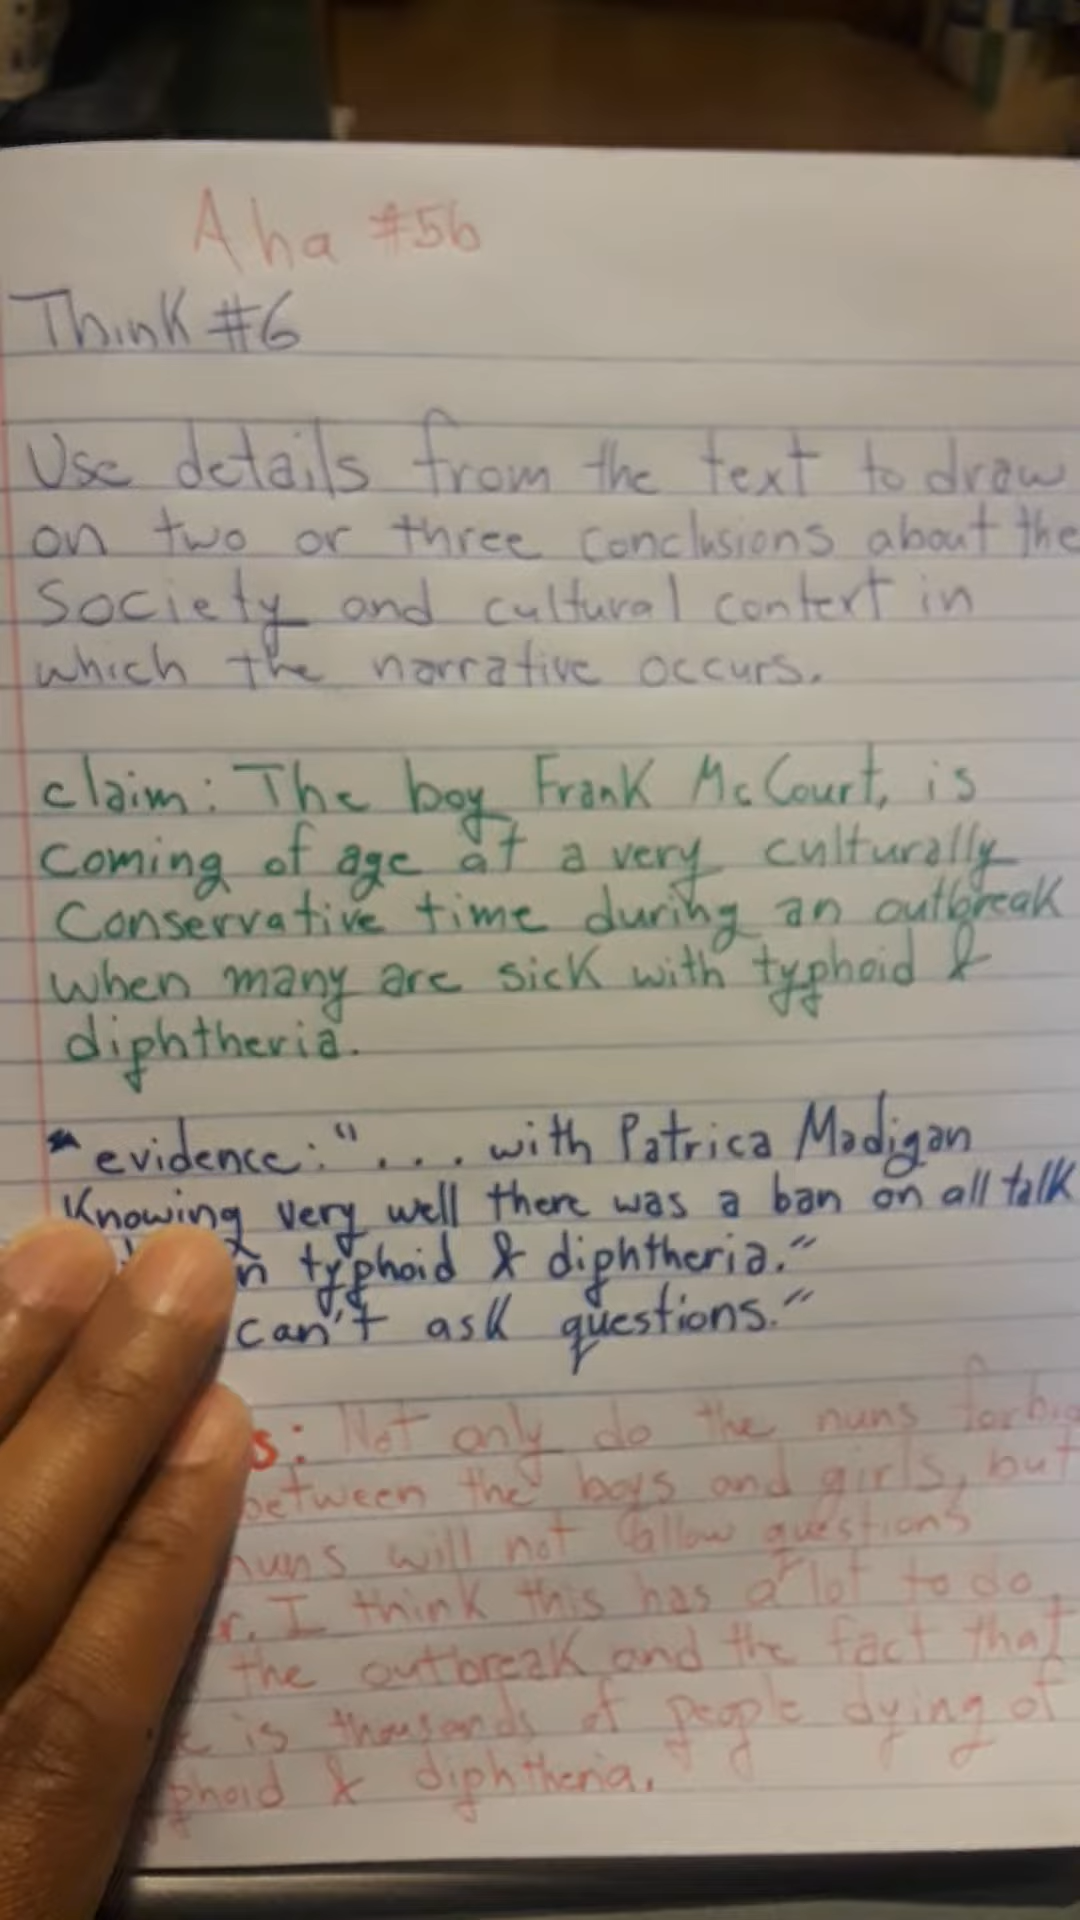 Aha #56
Think #6
Use details from the text to draw
on two or three conclusions about the
Society and cultural context in
which the narrative occurs.
claim: The boy Frank McCourt, is
coming of age at a very culturally
Conservative time during an outbreak
when many are sick with typhoid &
diphtheria.
evidence: "... with Patrica Madigan
Knowing very well there was a ban on all talk
typhoid & diphtheria."
can't ask questions."
Not only do the nuns
between the boys and girls, but
nuns will not allow questions
I think this has a lot to do
the outbreak and the fact that
is thousands of people dying of
& diphtheria.